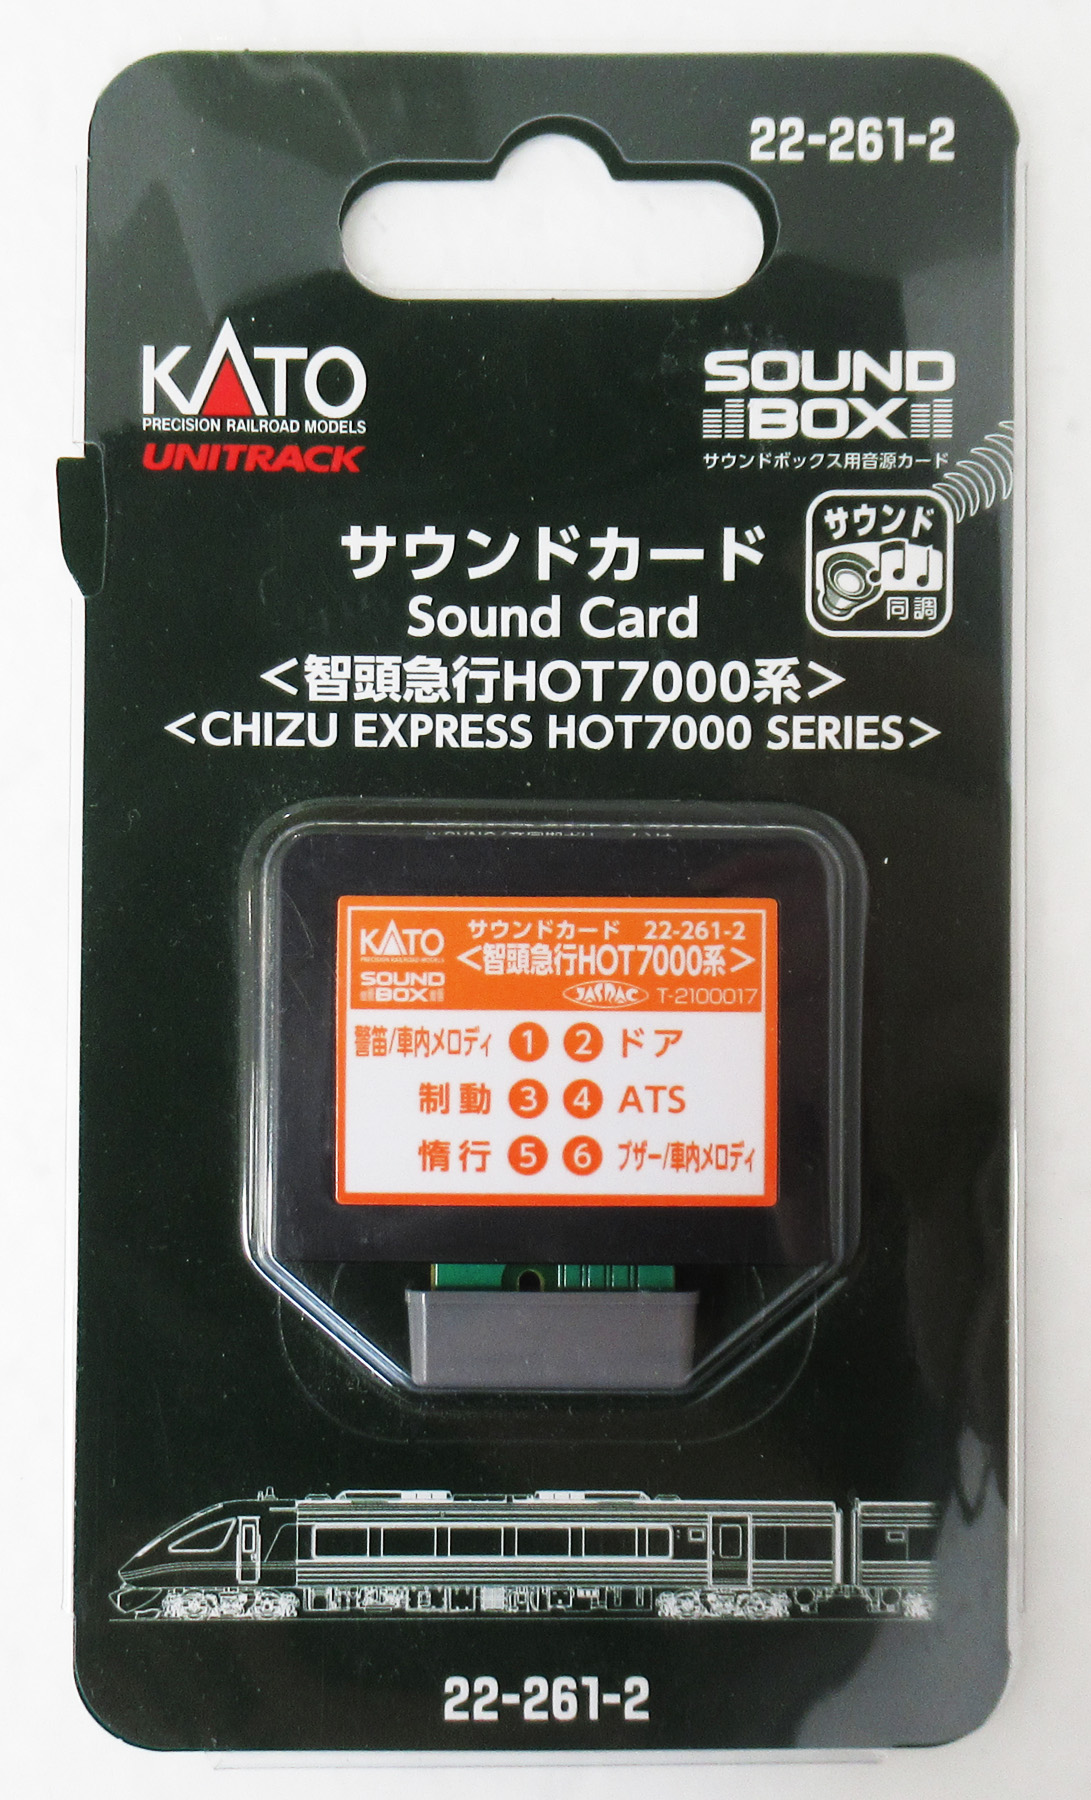 22-261-2
KATO
PRECISION RAILROAD MODELS
UNITRACK
SOUND
BOX
サウンドボックス用音源カード
サウンド
同調
サウンドカード
Sound Card
<智頭急行HOT7000系>
<CHIZU EXPRESS HOT7000 SERIES>
KATO
PRECISION RAILROAD MODELS
SOUND
BOX
サウンドカード 22-261-2
<智頭急行HOT7000系>
JASRAC T-2100017
警笛/車内メロディ 1 2 ドア
制動 3 4 ATS
惰行 5 6 ブザー/車内メロディ
22-261-2